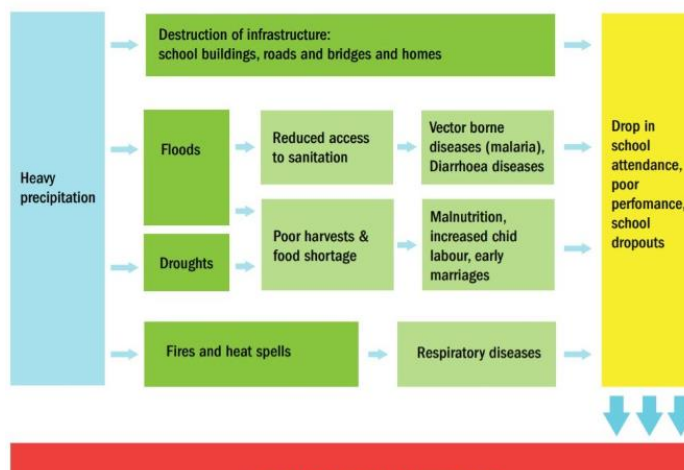 Destruction of infrastructure:
school buildings, roads and bridges and homes
Heavy
precipitation
Floods
Reduced access
to sanitation
Vector borne
diseases (malaria),
Diarrhoea diseases
Drop in
school
attendance,
poor
perfomance,
school
dropouts
Droughts
Poor harvests &
food shortage
Malnutrition,
increased chid
labour, early
marriages
Fires and heat spells
Respiratory diseases